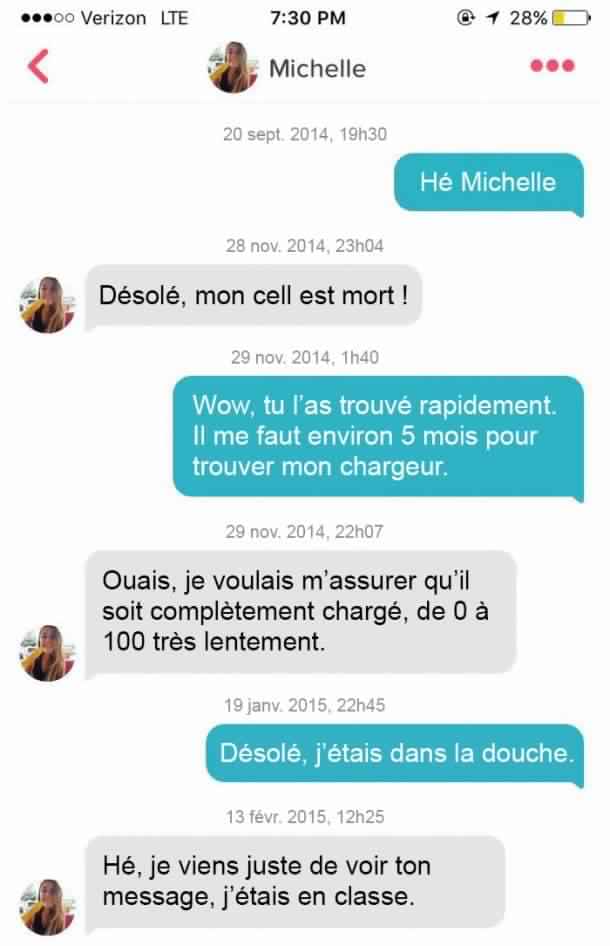 Verizon LTE 7:30 PM 28%
Michelle
20 sept. 2014, 19h30
Hé Michelle
28 nov. 2014, 23h04
Désolé, mon cell est mort !
29 nov. 2014, 1h40
Wow, tu l’as trouvé rapidement.
Il me faut environ 5 mois pour
trouver mon chargeur.
29 nov. 2014, 22h07
Ouais, je voulais m’assurer qu’il
soit complètement chargé, de 0 à
100 très lentement.
19 janv. 2015, 22h45
Désolé, j’étais dans la douche.
13 févr. 2015, 12h25
Hé, je viens juste de voir ton
message, j’étais en classe.